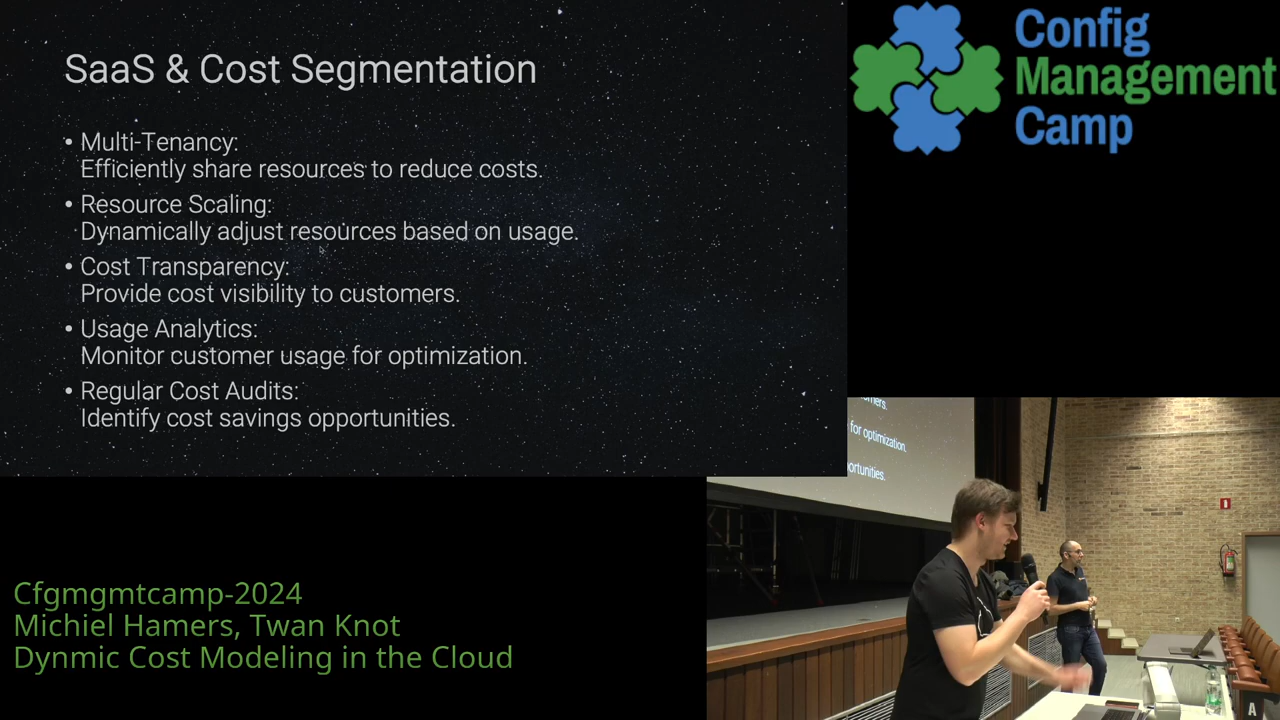 SaaS & Cost Segmentation
• Multi-Tenancy:
Efficiently share resources to reduce costs.
• Resource Scaling:
Dynamically adjust resources based on usage.
• Cost Transparency:
Provide cost visibility to customers.
• Usage Analytics:
Monitor customer usage for optimization.
• Regular Cost Audits:
Identify cost savings opportunities.
Config
Management
Camp
for optimization.
Cfgmgmtcamp-2024
Michiel Hamers, Twan Knot
Dynmic Cost Modeling in the Cloud
A